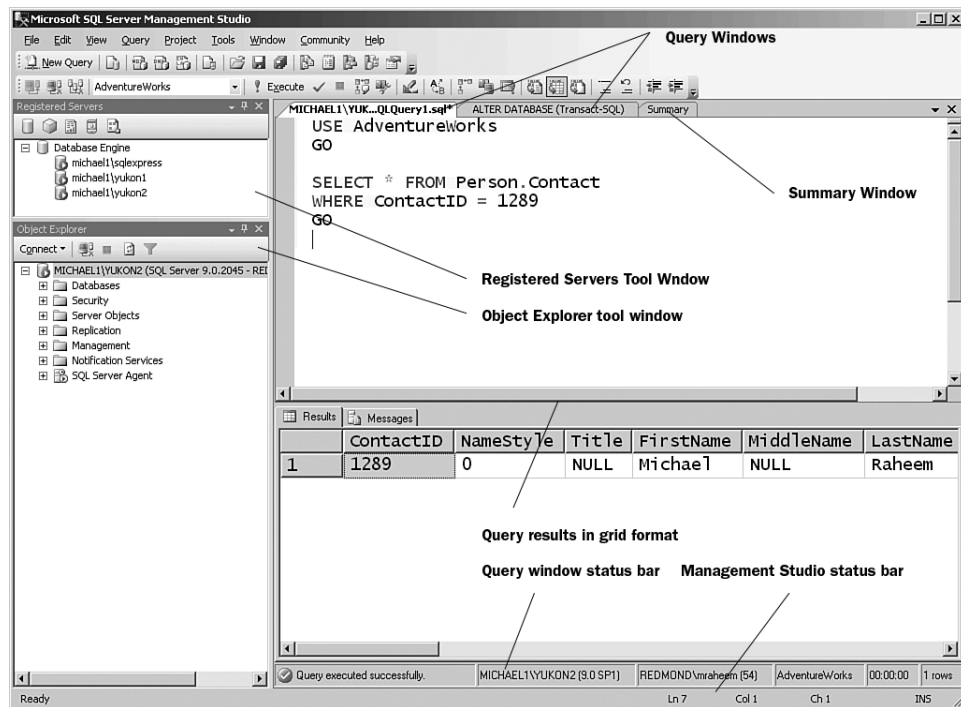 Microsoft SQL Server Management Studio
File Edit View Query Project Tools Window Community Help
Query Windows
New Query
AdventureWorks
Execute
Registered Servers
Database Engine
michael1\sqlexpress
michael1\yukon1
michael1\yukon2
Object Explorer
Connect
MICHAEL1\YUKON2 (SQL Server 9.0.2045 - RED
Databases
Security
Server Objects
Replication
Management
Notification Services
SQL Server Agent
MICHAEL1\YUK...QLQuery1.sql* ALTER DATABASE (Transact-SQL) Summary
USE AdventureWorks
GO
SELECT * FROM Person.Contact
WHERE ContactID = 1289
GO
Summary Window
Registered Servers Tool Wndow
Object Explorer tool window
Results Messages
ContactID NameStyle Title FirstName MiddleName LastName
1 1289 0 NULL Michael NULL Raheem
Query results in grid format
Query window status bar Management Studio status bar
Query executed successfully. MICHAEL1\YUKON2 (9.0 SP1) REDMOND\mraheem (54) AdventureWorks 00:00:00 1 rows
Ready Ln 7 Col 1 Ch 1 INS